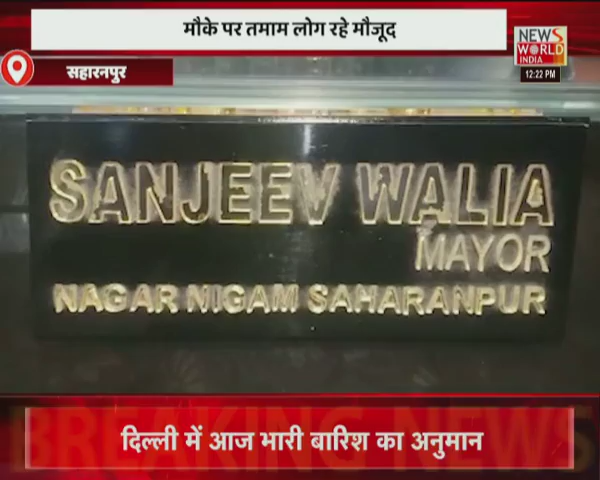 मौके पर तमाम लोग रहे मौजूद
NEWS
WORLD
INDIA
12:22 PM
सहारनपुर
SANJEEV WALIA
MAYOR
NAGAR NIGAM SAHARANPUR
BREAKING NEWS
दिल्ली में आज भारी बारिश का अनुमान